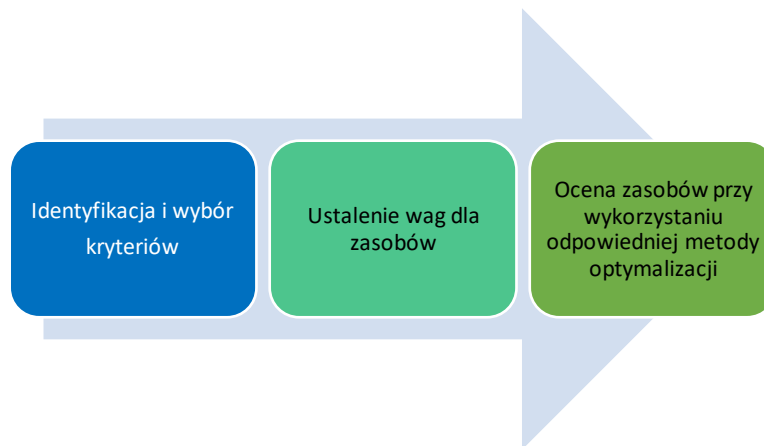 Identyfikacja i wybór
kryteriów
Ustalenie wag dla
zasobów
Ocena zasobów przy
wykorzystaniu
odpowiedniej metody
optymalizacji